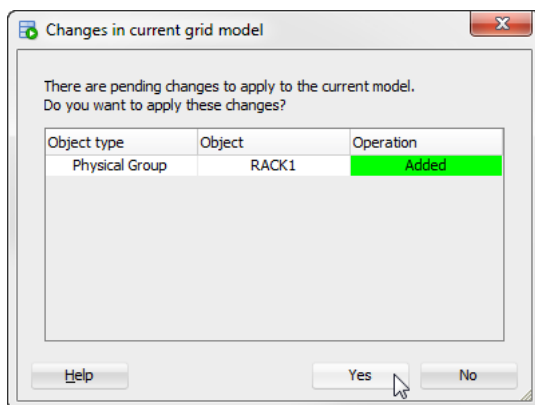 Changes in current grid model
There are pending changes to apply to the current model.
Do you want to apply these changes?
Object type Object Operation
Physical Group RACK1 Added
Help Yes No